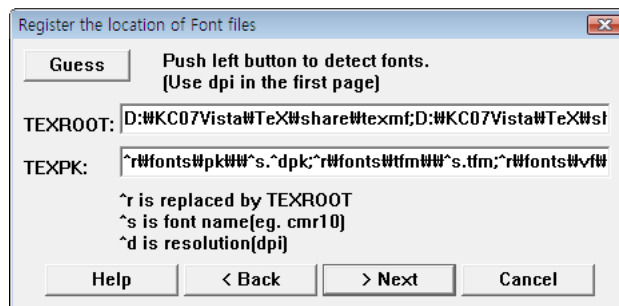 Register the location of Font files
Guess
Push left button to detect fonts.
(Use dpi in the first page)
TEXROOT: D:₩KC07Vista₩TeX₩share₩texmf;D:₩KC07Vista₩TeX₩sh
TEXPK: ^r₩fonts₩pk₩₩^s.^dpk;^r₩fonts₩tfm₩₩^s.tfm;^r₩fonts₩vf₩
^r is replaced by TEXROOT
^s is font name(eg. cmr10)
^d is resolution(dpi)
Help < Back > Next Cancel